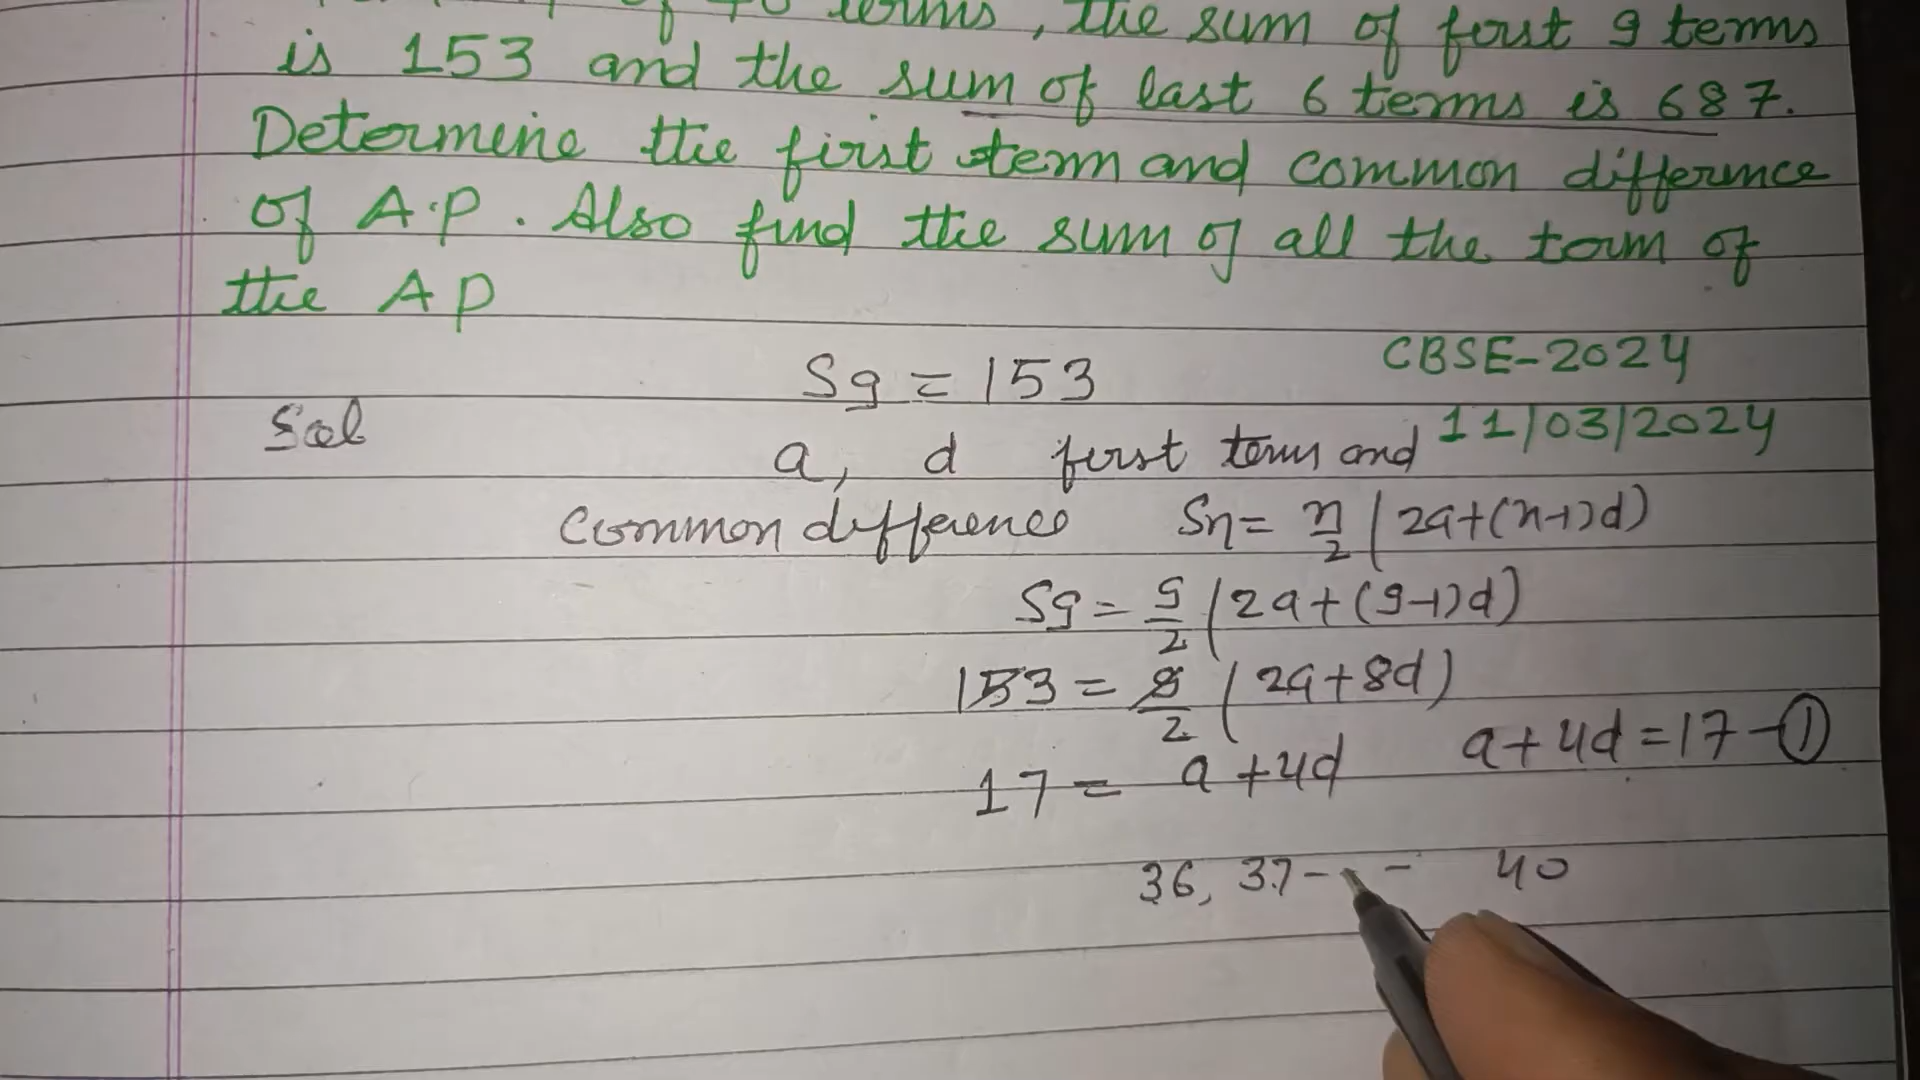 of 40 terms, the sum of first 9 terms
is 153 and the sum of last 6 terms is 687.
Determine the first term and common difference
of A.P. Also find the sum of all the term of
the AP
S9 = 153
CBSE-2024
Sol
a, d first term and
11/03/2024
Common difference Sn = n/2 (2a+(n-1)d)
S9 = 9/2 (2a+(9-1)d)
153 = 9/2 (2a+8d)
17 = a+4d a+4d=17-①
36, 37 - - - 40